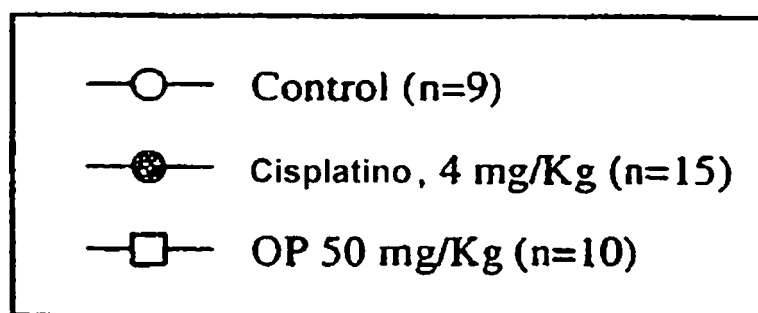 Control (n=9)
Cisplatino, 4 mg/Kg (n=15)
OP 50 mg/Kg (n=10)